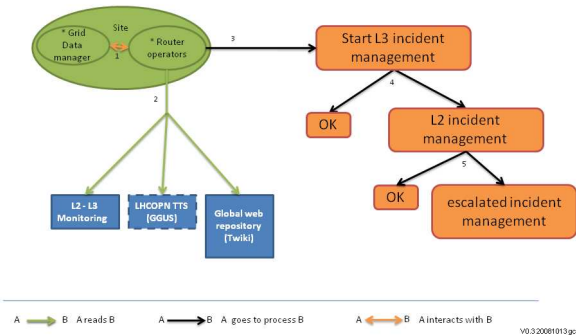 Site
* Grid
Data
manager
1
* Router
operators
3
Start L3 incident
management
2
4
OK
L2 incident
management
5
L2 - L3
Monitoring
LHCOPN TTS
(GGUS)
Global web
repository
(Twiki)
OK
escalated incident
management
A B A reads B
A B A goes to process B
A B A interacts with B
V0.3 20081013gc